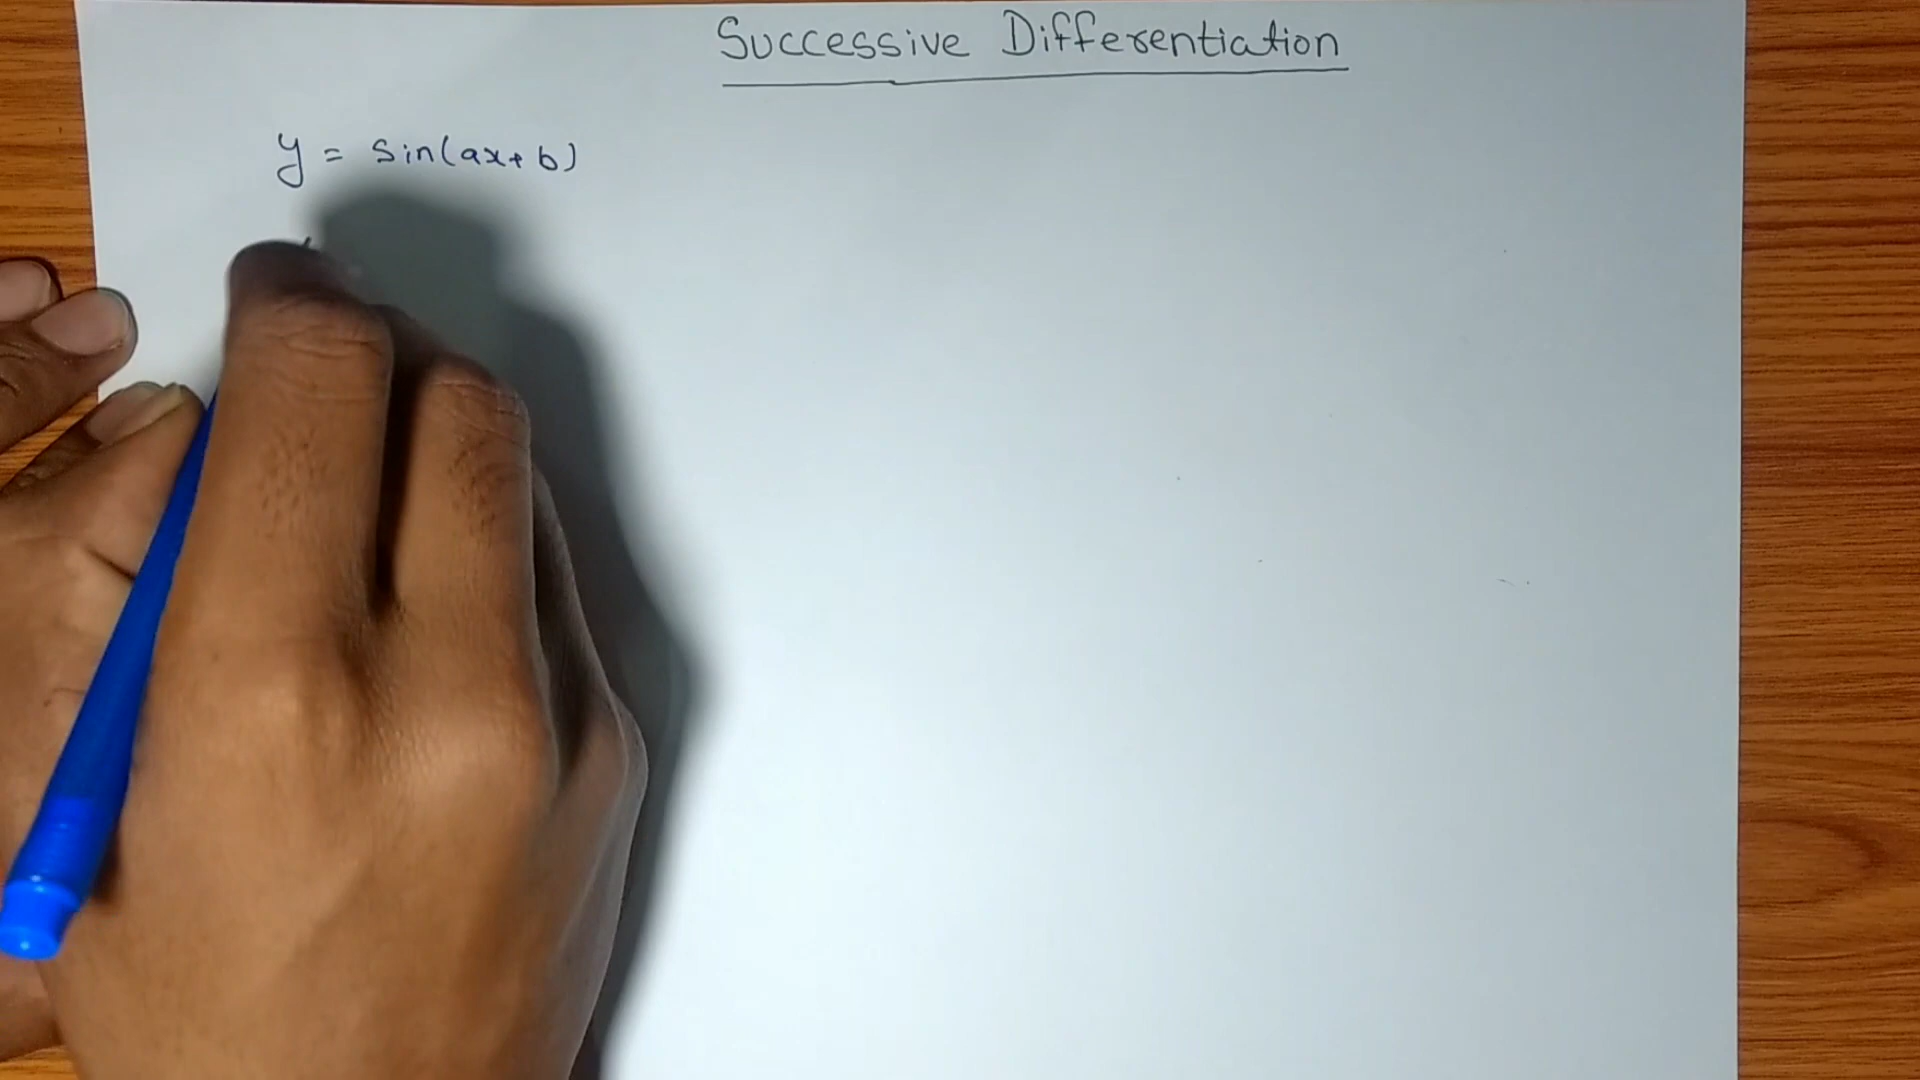 Successive Differentiation
y = sin(ax+b)